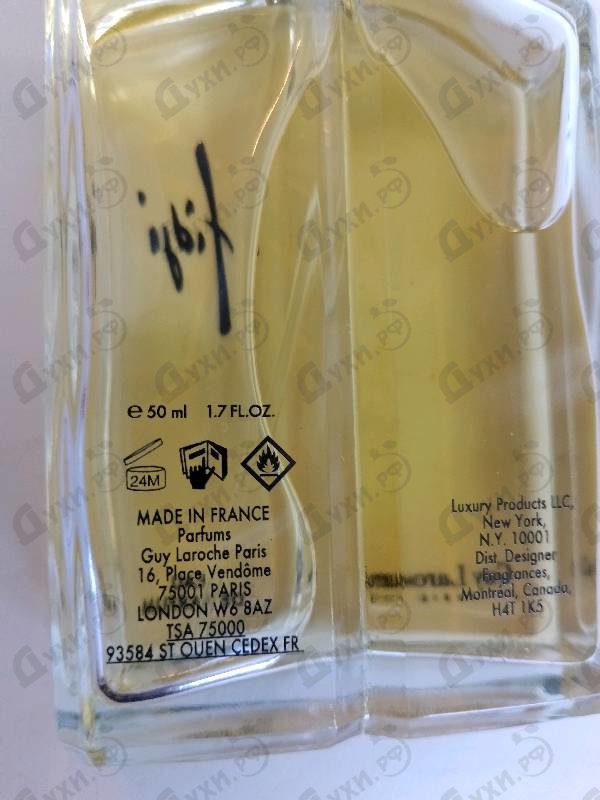 Fidji
℮ 50 ml 1.7 FL.OZ.
24M
MADE IN FRANCE
Parfums
Guy Laroche Paris
16, Place Vendôme
75001 PARIS
LONDON W6 8AZ
TSA 75000
93584 ST OUEN CEDEX FR
Luxury Products LLC,
New York,
N.Y. 10001
Dist. Designer
Fragrances,
Montreal, Canada,
H4T 1K5
Духи.РФ